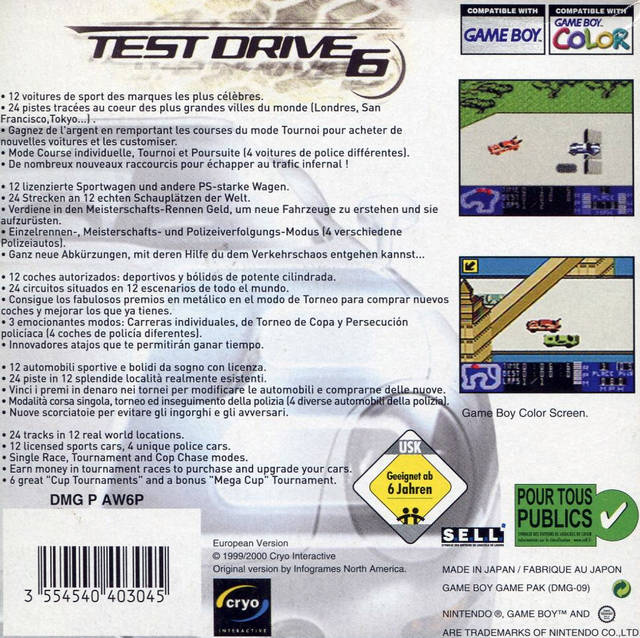 COMPATIBLE WITH
GAME BOY
COMPATIBLE WITH
GAME BOY
COLOR
TEST DRIVE 6
• 12 voitures de sport des marques les plus célèbres.
• 24 pistes tracées au coeur des plus grandes villes du monde (Londres, San
Francisco,Tokyo...) .
• Gagnez de l'argent en remportant les courses du mode Tournoi pour acheter de
nouvelles voitures et les customiser.
• Mode Course individuelle, Tournoi et Poursuite (4 voitures de police différentes).
• De nombreux nouveaux raccourcis pour échapper au trafic infernal !
• 12 lizenzierte Sportwagen und andere PS-starke Wagen.
• 24 Strecken an 12 echten Schauplätzen der Welt.
• Verdiene in den Meisterschafts-Rennen Geld, um neue Fahrzeuge zu erstehen und sie
aufzurüsten.
• Einzelrennen-, Meisterschafts- und Polizeiverfolgungs-Modus (4 verschiedene
Polizeiautos).
• Ganz neue Abkürzungen, mit deren Hilfe du dem Verkehrschaos entgehen kannst...
• 12 coches autorizados: deportivos y bólidos de potente cilindrada.
• 24 circuitos situados en 12 escenarios de todo el mundo.
• Consigue los fabulosos premios en metálico en el modo de Torneo para comprar nuevos
coches y mejorar los que ya tienes.
• 3 emocionantes modos: Carreras individuales, de Torneo de Copa y Persecución
policíaca (4 coches de policía diferentes).
• Innovadores atajos que te permitirán ganar tiempo.
• 12 automobili sportive e bolidi da sogno con licenza.
• 24 piste in 12 splendide località realmente esistenti.
• Vinci i premi in denaro nei tornei per modificare le automobili e comprarne delle nuove.
• Modalità corsa singola, torneo ed inseguimento della polizia (4 diverse automobili della polizia).
• Nuove scorciatoie per evitare gli ingorghi e gli avversari.
• 24 tracks in 12 real world locations.
• 12 licensed sports cars, 4 unique police cars.
• Single Race, Tournament and Cop Chase modes.
• Earn money in tournament races to purchase and upgrade your cars.
• 6 great "Cup Tournaments" and a bonus "Mega Cup" Tournament.
Game Boy Color Screen.
DMG P AW6P
USK
Geeignet ab
6 Jahren
SELL
POUR TOUS
PUBLICS
3 554540 403045
European Version
© 1999/2000 Cryo Interactive
Original version by Infogrames North America.
cryo
INTERACTIVE
MADE IN JAPAN / FABRIQUE AU JAPON
GAME BOY GAME PAK (DMG-09)
NINTENDO ®, GAME BOY™ AND
ARE TRADEMARKS OF NINTENDO CO.,LTD